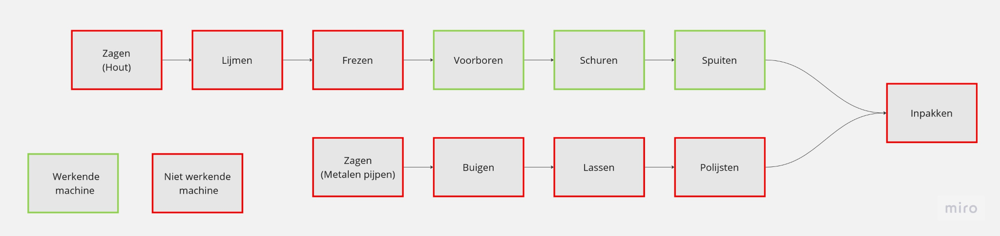 Zagen
(Hout)
Lijmen
Frezen
Voorboren
Schuren
Spuiten
Inpakken
Zagen
(Metalen pijpen)
Buigen
Lassen
Polijsten
Werkende
machine
Niet werkende
machine
miro